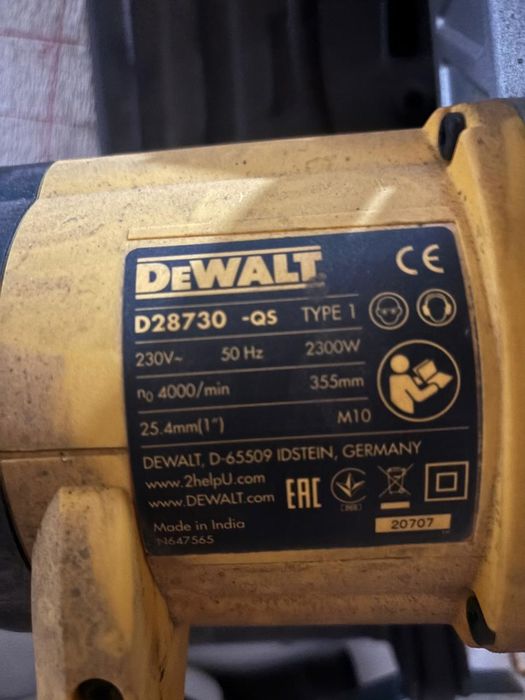 DEWALT
CE
D28730 -QS TYPE 1
230V~ 50 Hz 2300W
n₀ 4000/min 355mm
25.4mm(1")
M10
DEWALT, D-65509 IDSTEIN, GERMANY
www.2helpU.com
www.DEWALT.com
EAC
Made in India
N647565
20707